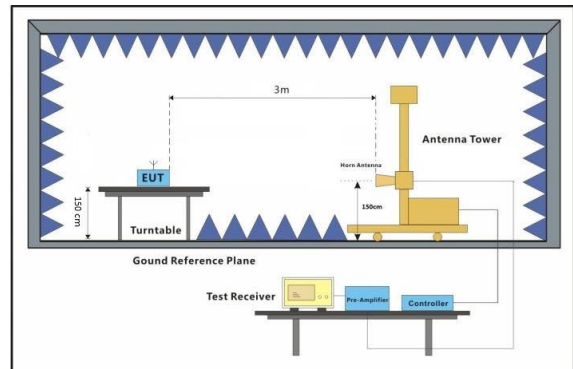 3m
Antenna Tower
Horn Antenna
EUT
150 cm
150cm
Turntable
Gound Reference Plane
Test Receiver
Pre-Amplifier
Controller